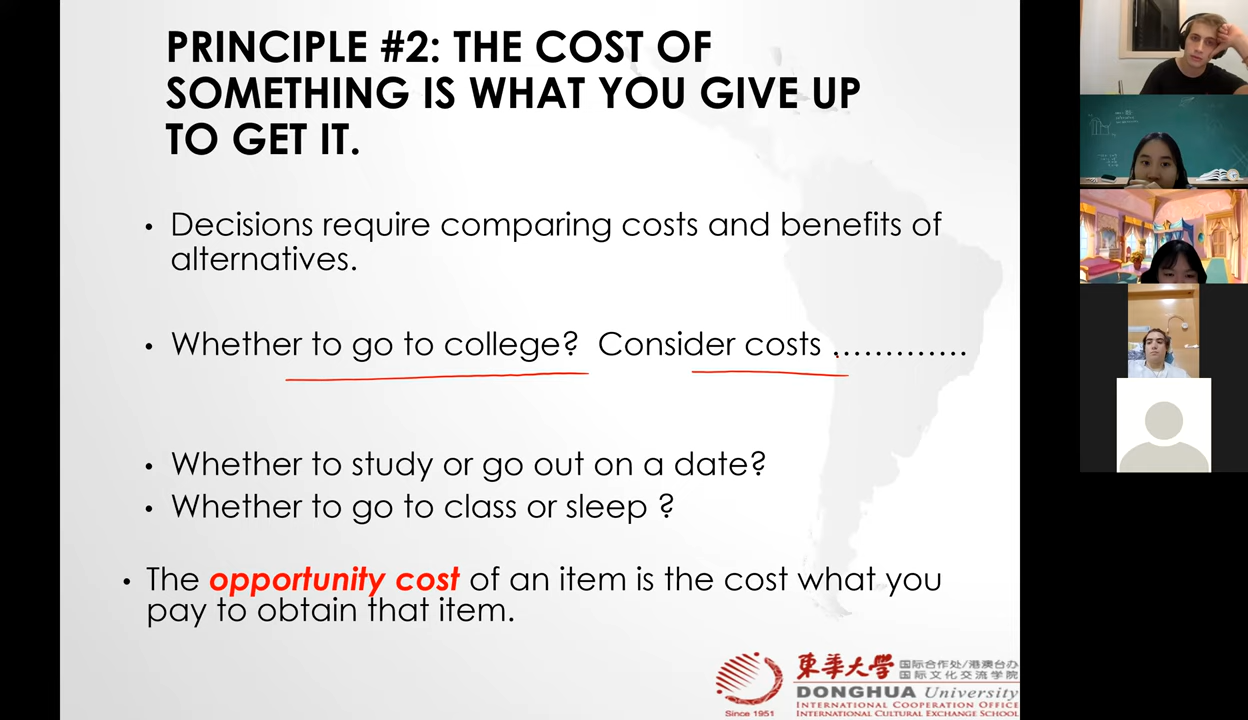 PRINCIPLE #2: THE COST OF
SOMETHING IS WHAT YOU GIVE UP
TO GET IT.
• Decisions require comparing costs and benefits of
alternatives.
• Whether to go to college? Consider costs .............
• Whether to study or go out on a date?
• Whether to go to class or sleep ?
• The opportunity cost of an item is the cost what you
pay to obtain that item.
Since 1951
東華大学
国际合作处/港澳台办
国际文化交流学院
DONGHUA University
INTERNATIONAL COOPERATION OFFICE
INTERNATIONAL CULTURAL EXCHANGE SCHOOL